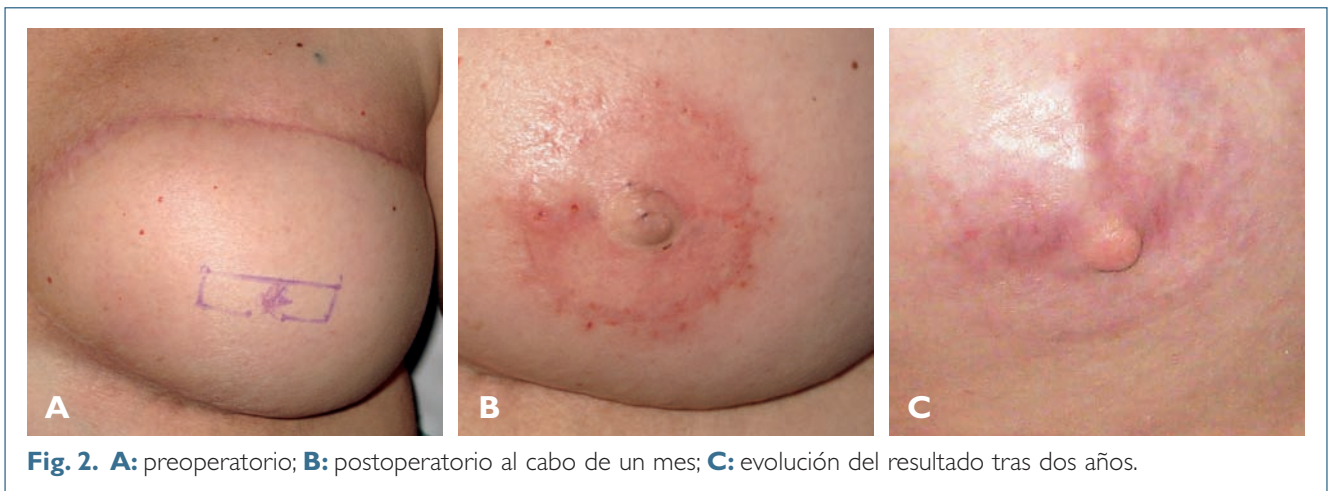 A
B
C
Fig. 2. A: preoperatorio; B: postoperatorio al cabo de un mes; C: evolución del resultado tras dos años.